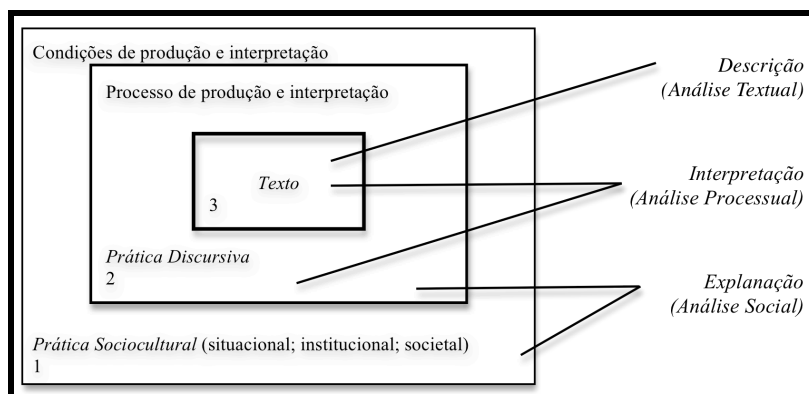 Condições de produção e interpretação
Processo de produção e interpretação
Texto
3
Prática Discursiva
2
Prática Sociocultural (situacional; institucional; societal)
1
Descrição
(Análise Textual)
Interpretação
(Análise Processual)
Explanação
(Análise Social)